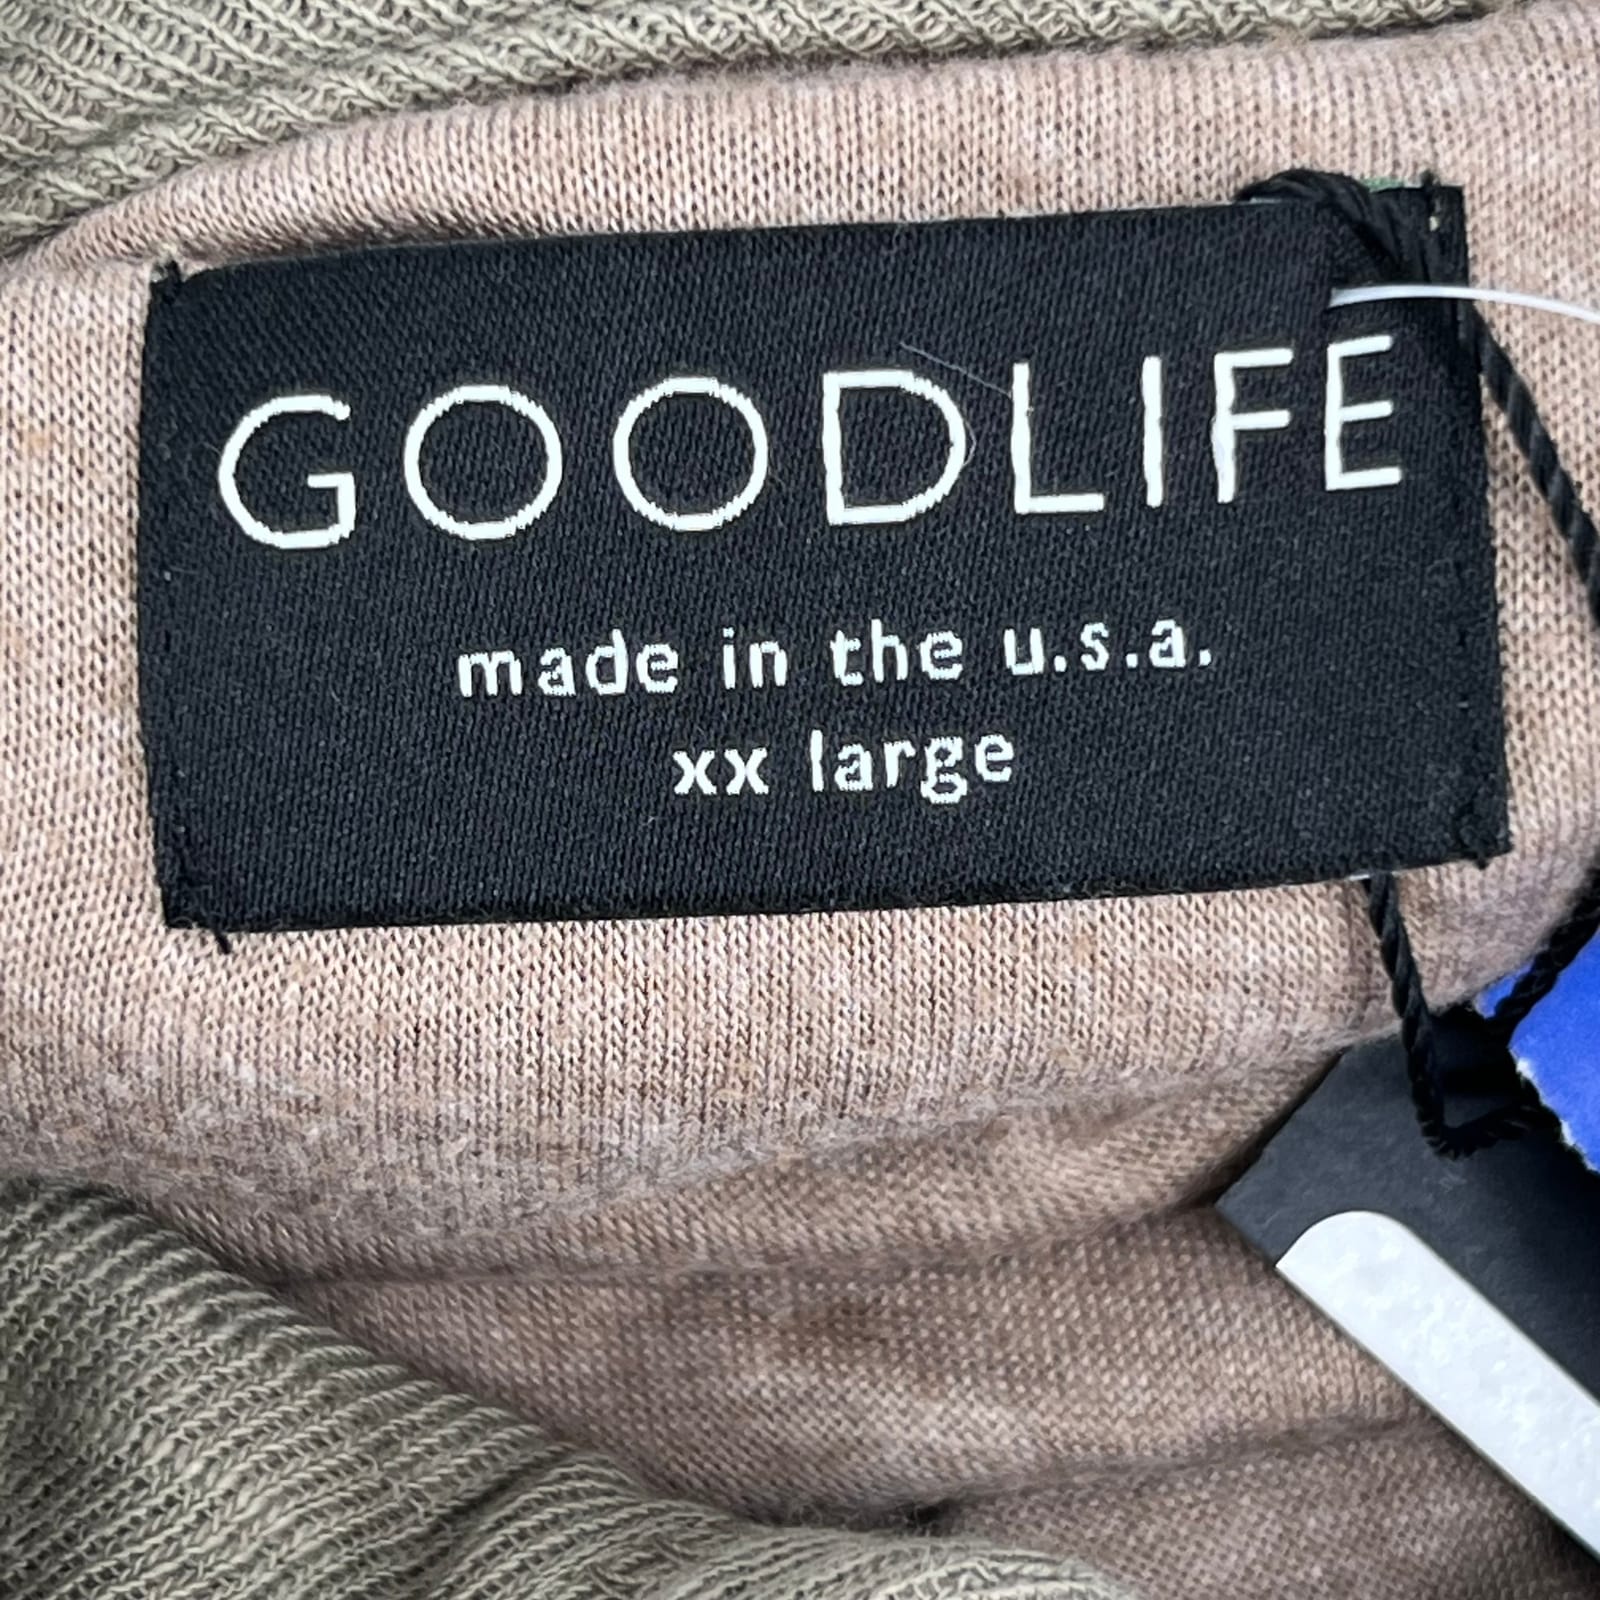 GOODLIFE
made in the u.s.a.
xx large